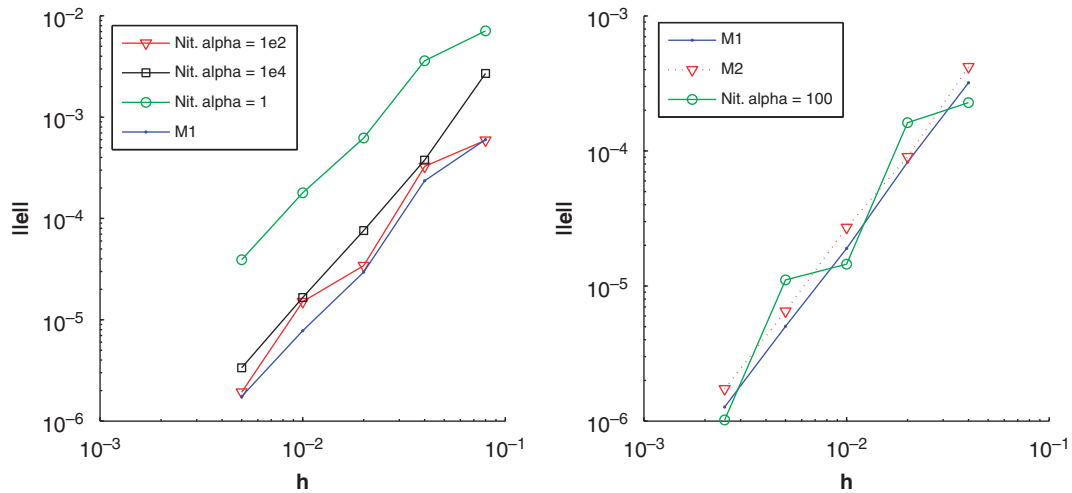 10^-2
10^-3
10^-4
10^-5
10^-6
||e||
Nit. alpha = 1e2
Nit. alpha = 1e4
Nit. alpha = 1
M1
10^-3
10^-2
10^-1
h
10^-3
10^-4
10^-5
10^-6
||e||
M1
M2
Nit. alpha = 100
10^-3
10^-2
10^-1
h